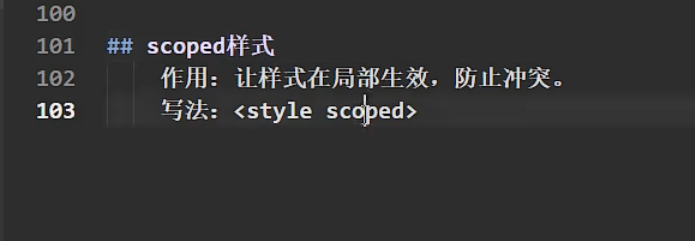 100
101 ## scoped样式
102 作用：让样式在局部生效，防止冲突。
103 写法：<style scoped>